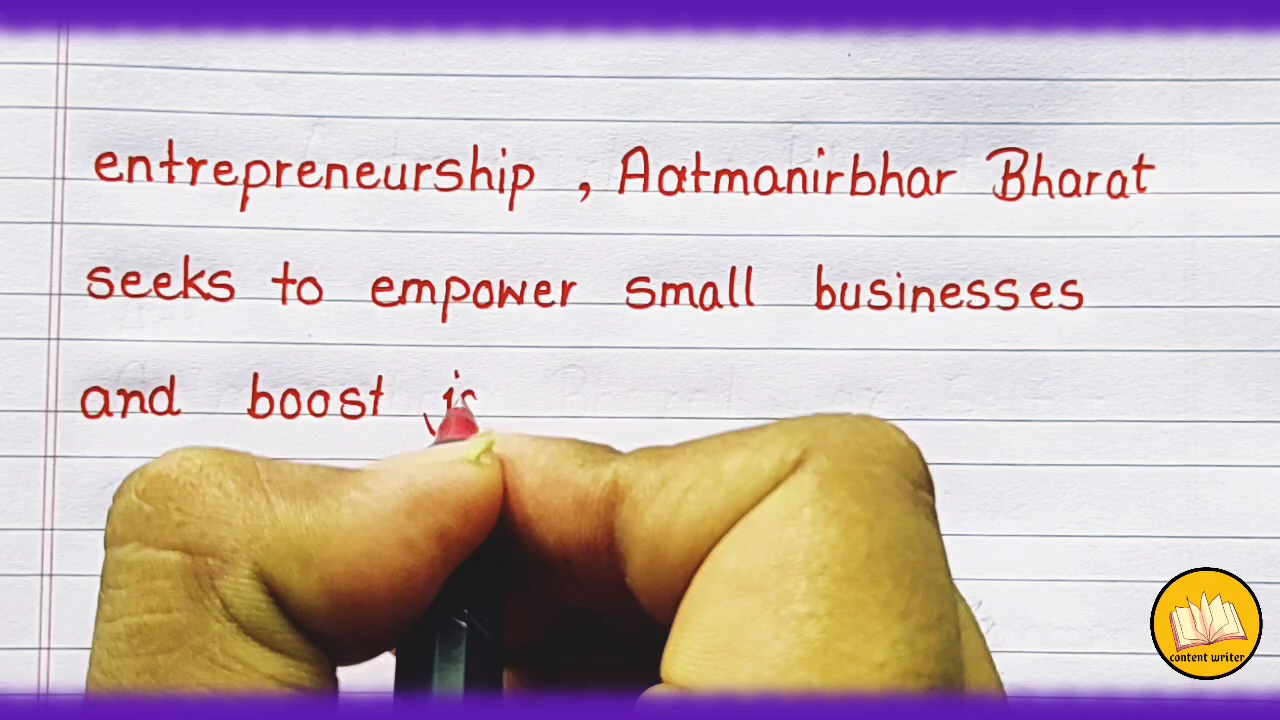 entrepreneurship , Aatmanirbhar Bharat
seeks to empower small businesses
and boost
content writer